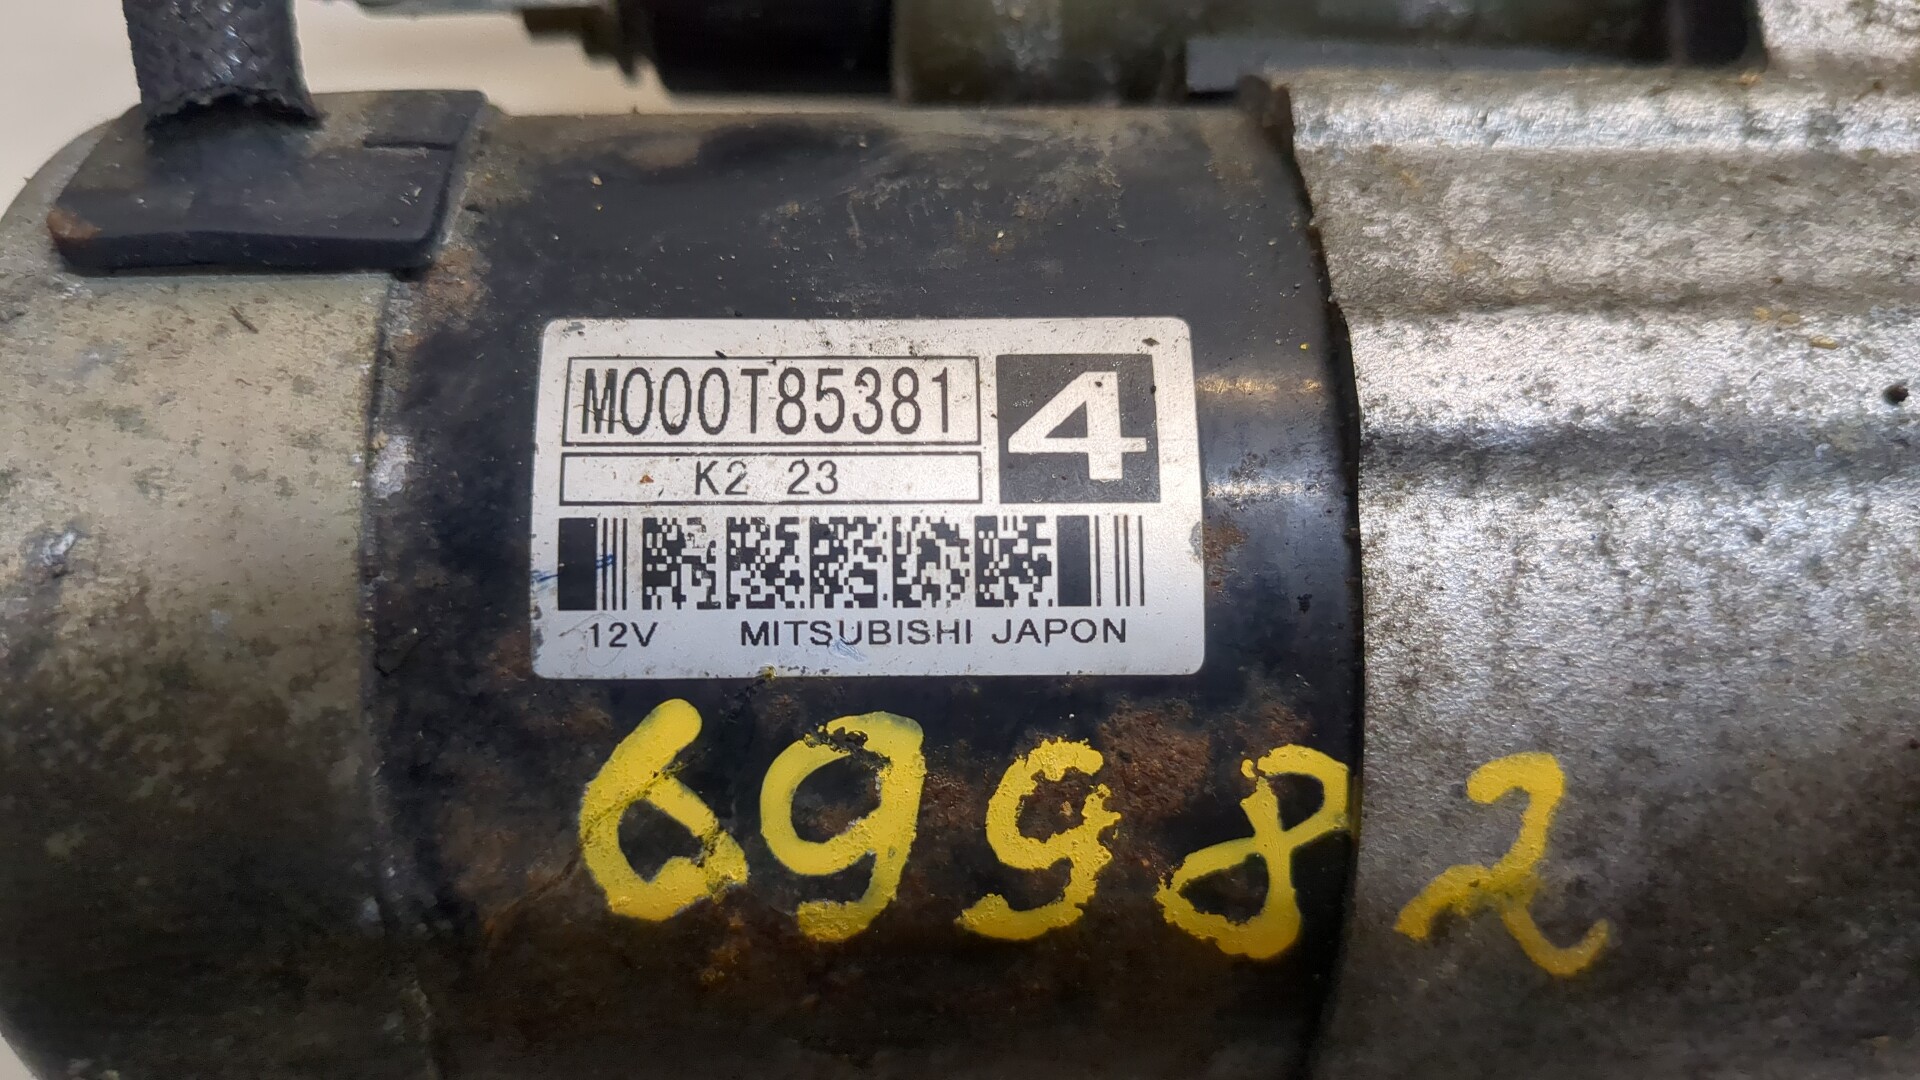 M000T85381
4
K2 23
12V MITSUBISHI JAPON
69982